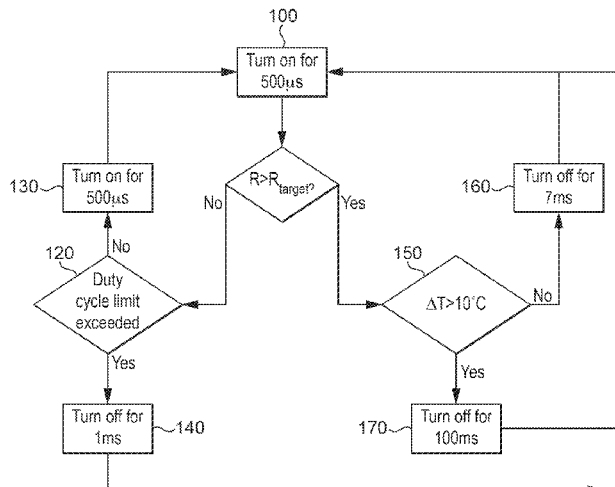 100
Turn on for
500µs
130
Turn on for
500µs
R>Rtarget?
No
Yes
160
Turn off for
7ms
120
No
Duty
cycle limit
exceeded
150
ΔT>10°C
No
Yes
Yes
Turn off for
1ms
140
170
Turn off for
100ms